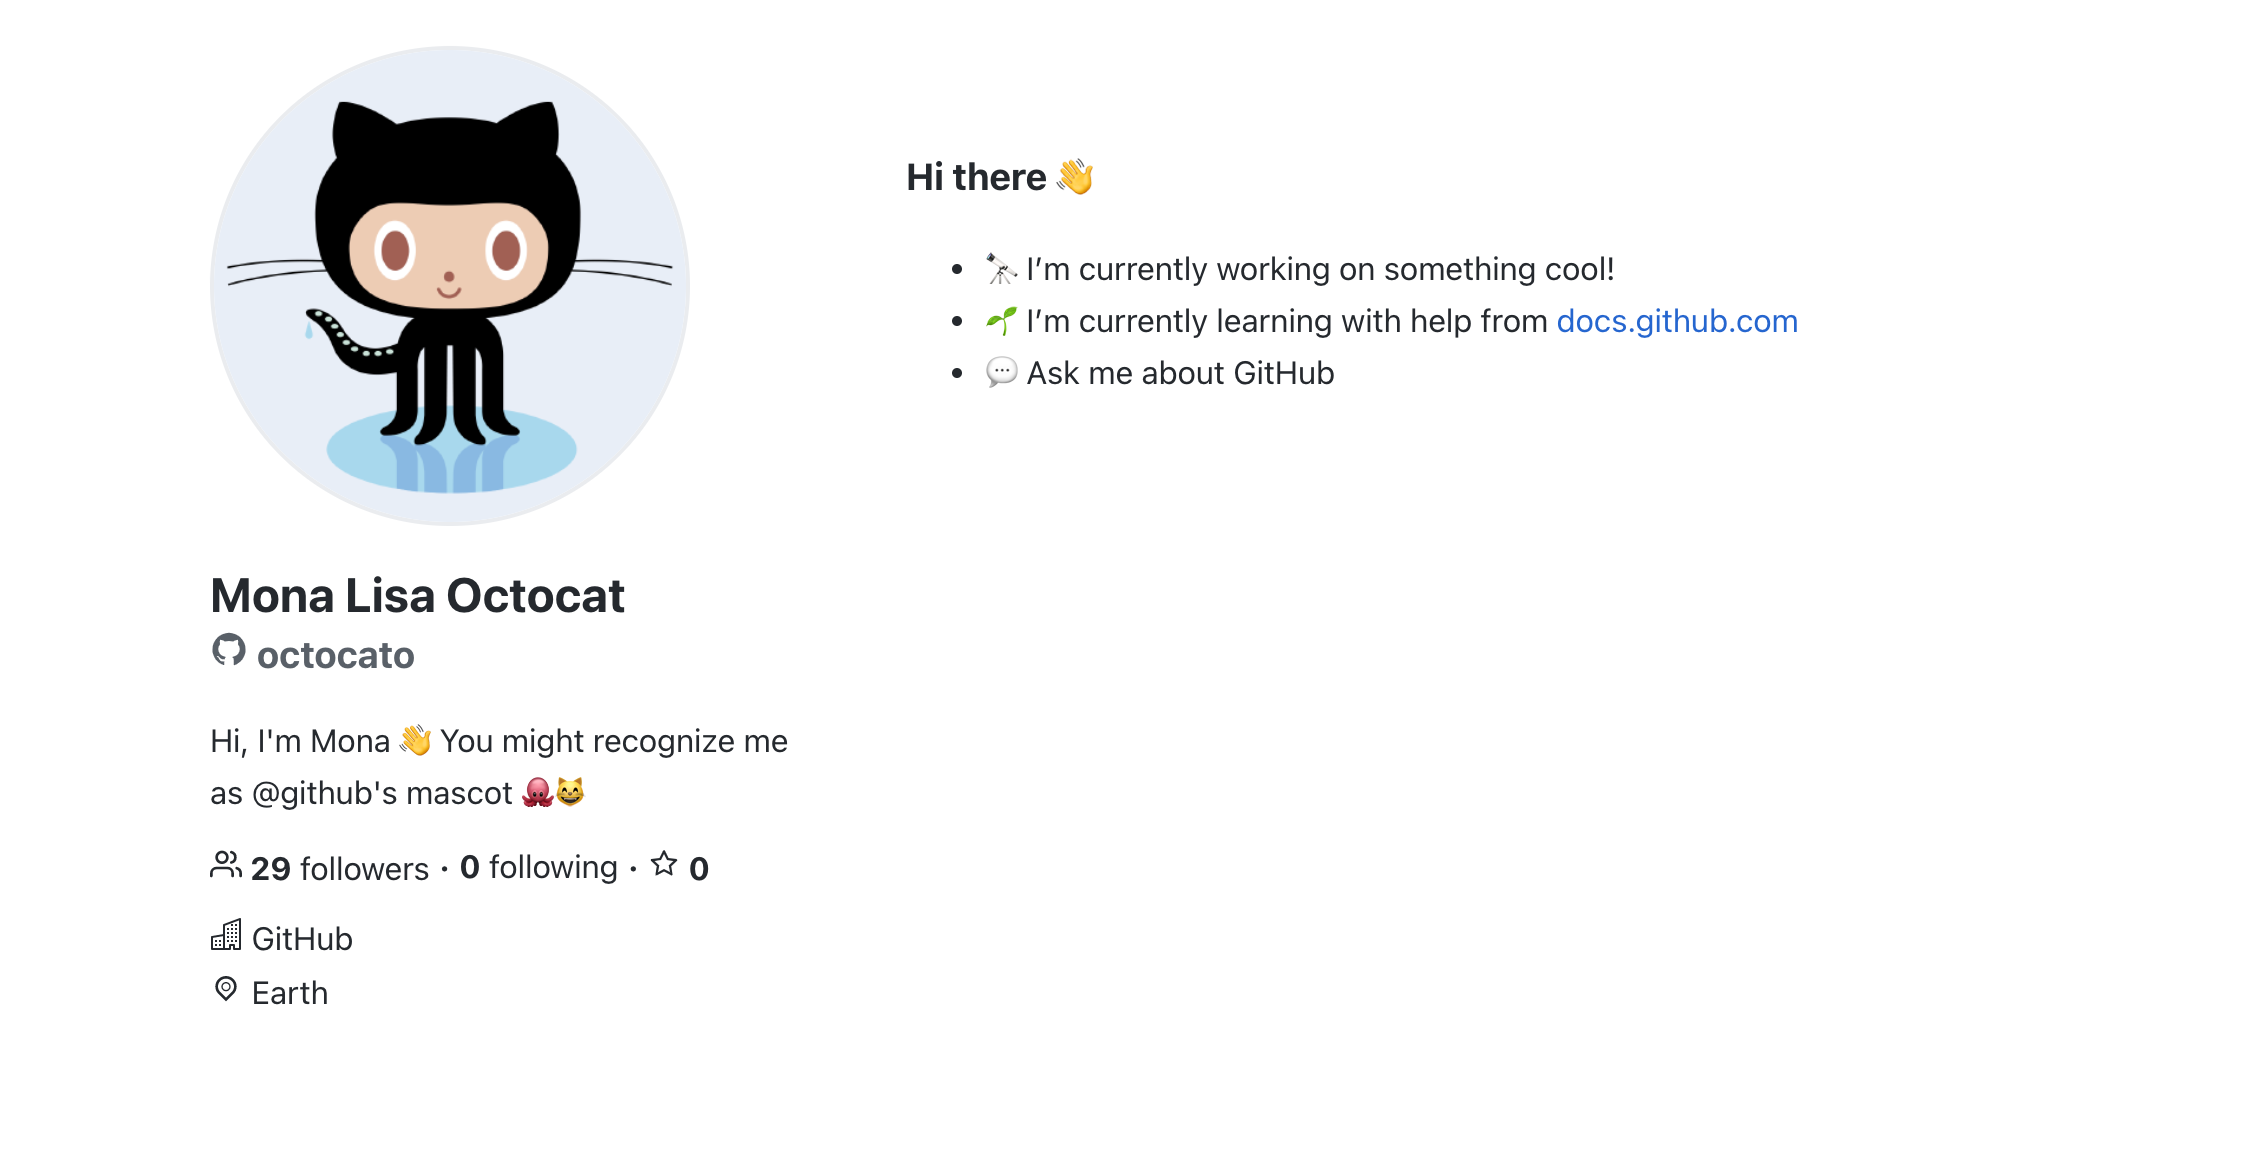 Hi there 👋
• 🔭 I’m currently working on something cool!
• 🌱 I’m currently learning with help from docs.github.com
• 💬 Ask me about GitHub
Mona Lisa Octocat
octocato
Hi, I'm Mona 👋 You might recognize me
as @github's mascot 🐙😸
29 followers · 0 following · 0
GitHub
Earth